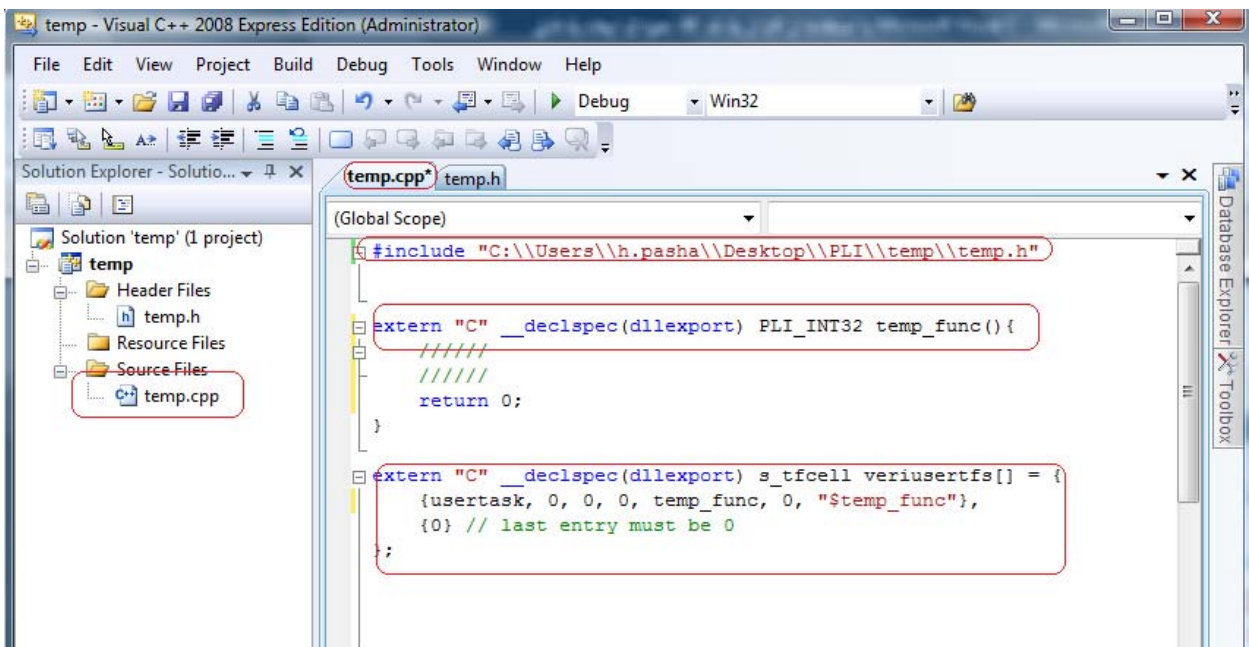 temp - Visual C++ 2008 Express Edition (Administrator)
File Edit View Project Build Debug Tools Window Help
Debug Win32
Solution Explorer - Solutio...
temp.cpp* temp.h
(Global Scope)
Solution 'temp' (1 project)
temp
Header Files
temp.h
Resource Files
Source Files
temp.cpp
#include "C:\\Users\\h.pasha\\Desktop\\PLI\\temp\\temp.h"
extern "C" __declspec(dllexport) PLI_INT32 temp_func(){
//////
//////
return 0;
}
extern "C" __declspec(dllexport) s_tfcell veriusertfs[] = {
{usertask, 0, 0, 0, temp_func, 0, "$temp_func"},
{0} // last entry must be 0
};
Database Explorer
Toolbox